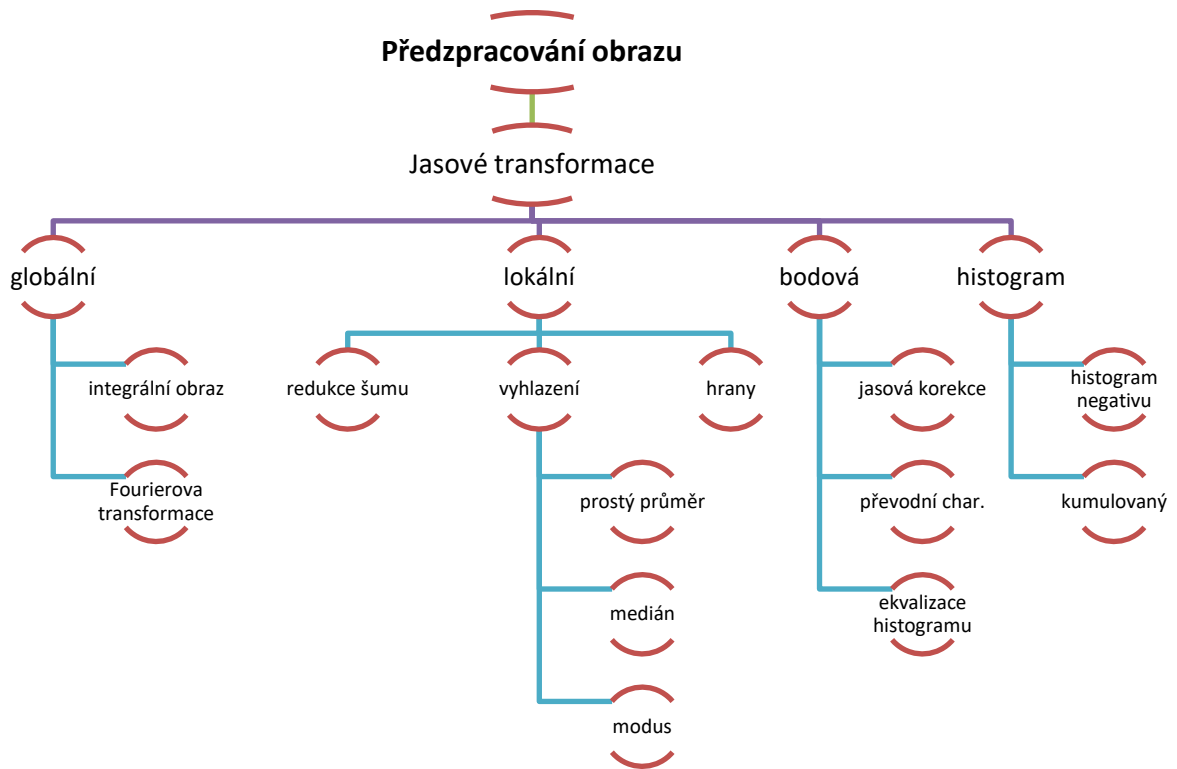 Předzpracování obrazu
Jasové transformace
globální
lokální
bodová
histogram
integrální obraz
redukce šumu
vyhlazení
hrany
jasová korekce
histogram
negativu
Fourierova
transformace
prostý průměr
převodní char.
kumulovaný
medián
ekvalizace
histogramu
modus